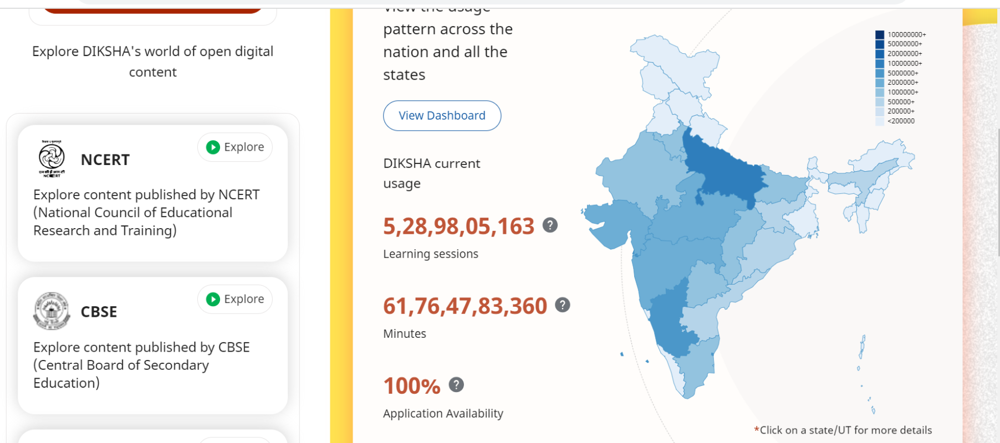 Explore DIKSHA's world of open digital
content
NCERT
Explore
NCERT
Explore content published by NCERT
(National Council of Educational
Research and Training)
CBSE
Explore
Explore content published by CBSE
(Central Board of Secondary
Education)
View the usage
pattern across the
nation and all the
states
View Dashboard
DIKSHA current
usage
5,28,98,05,163 ?
Learning sessions
61,76,47,83,360 ?
Minutes
100% ?
Application Availability
100000000+
50000000+
20000000+
10000000+
5000000+
2000000+
1000000+
500000+
200000+
<200000
*Click on a state/UT for more details